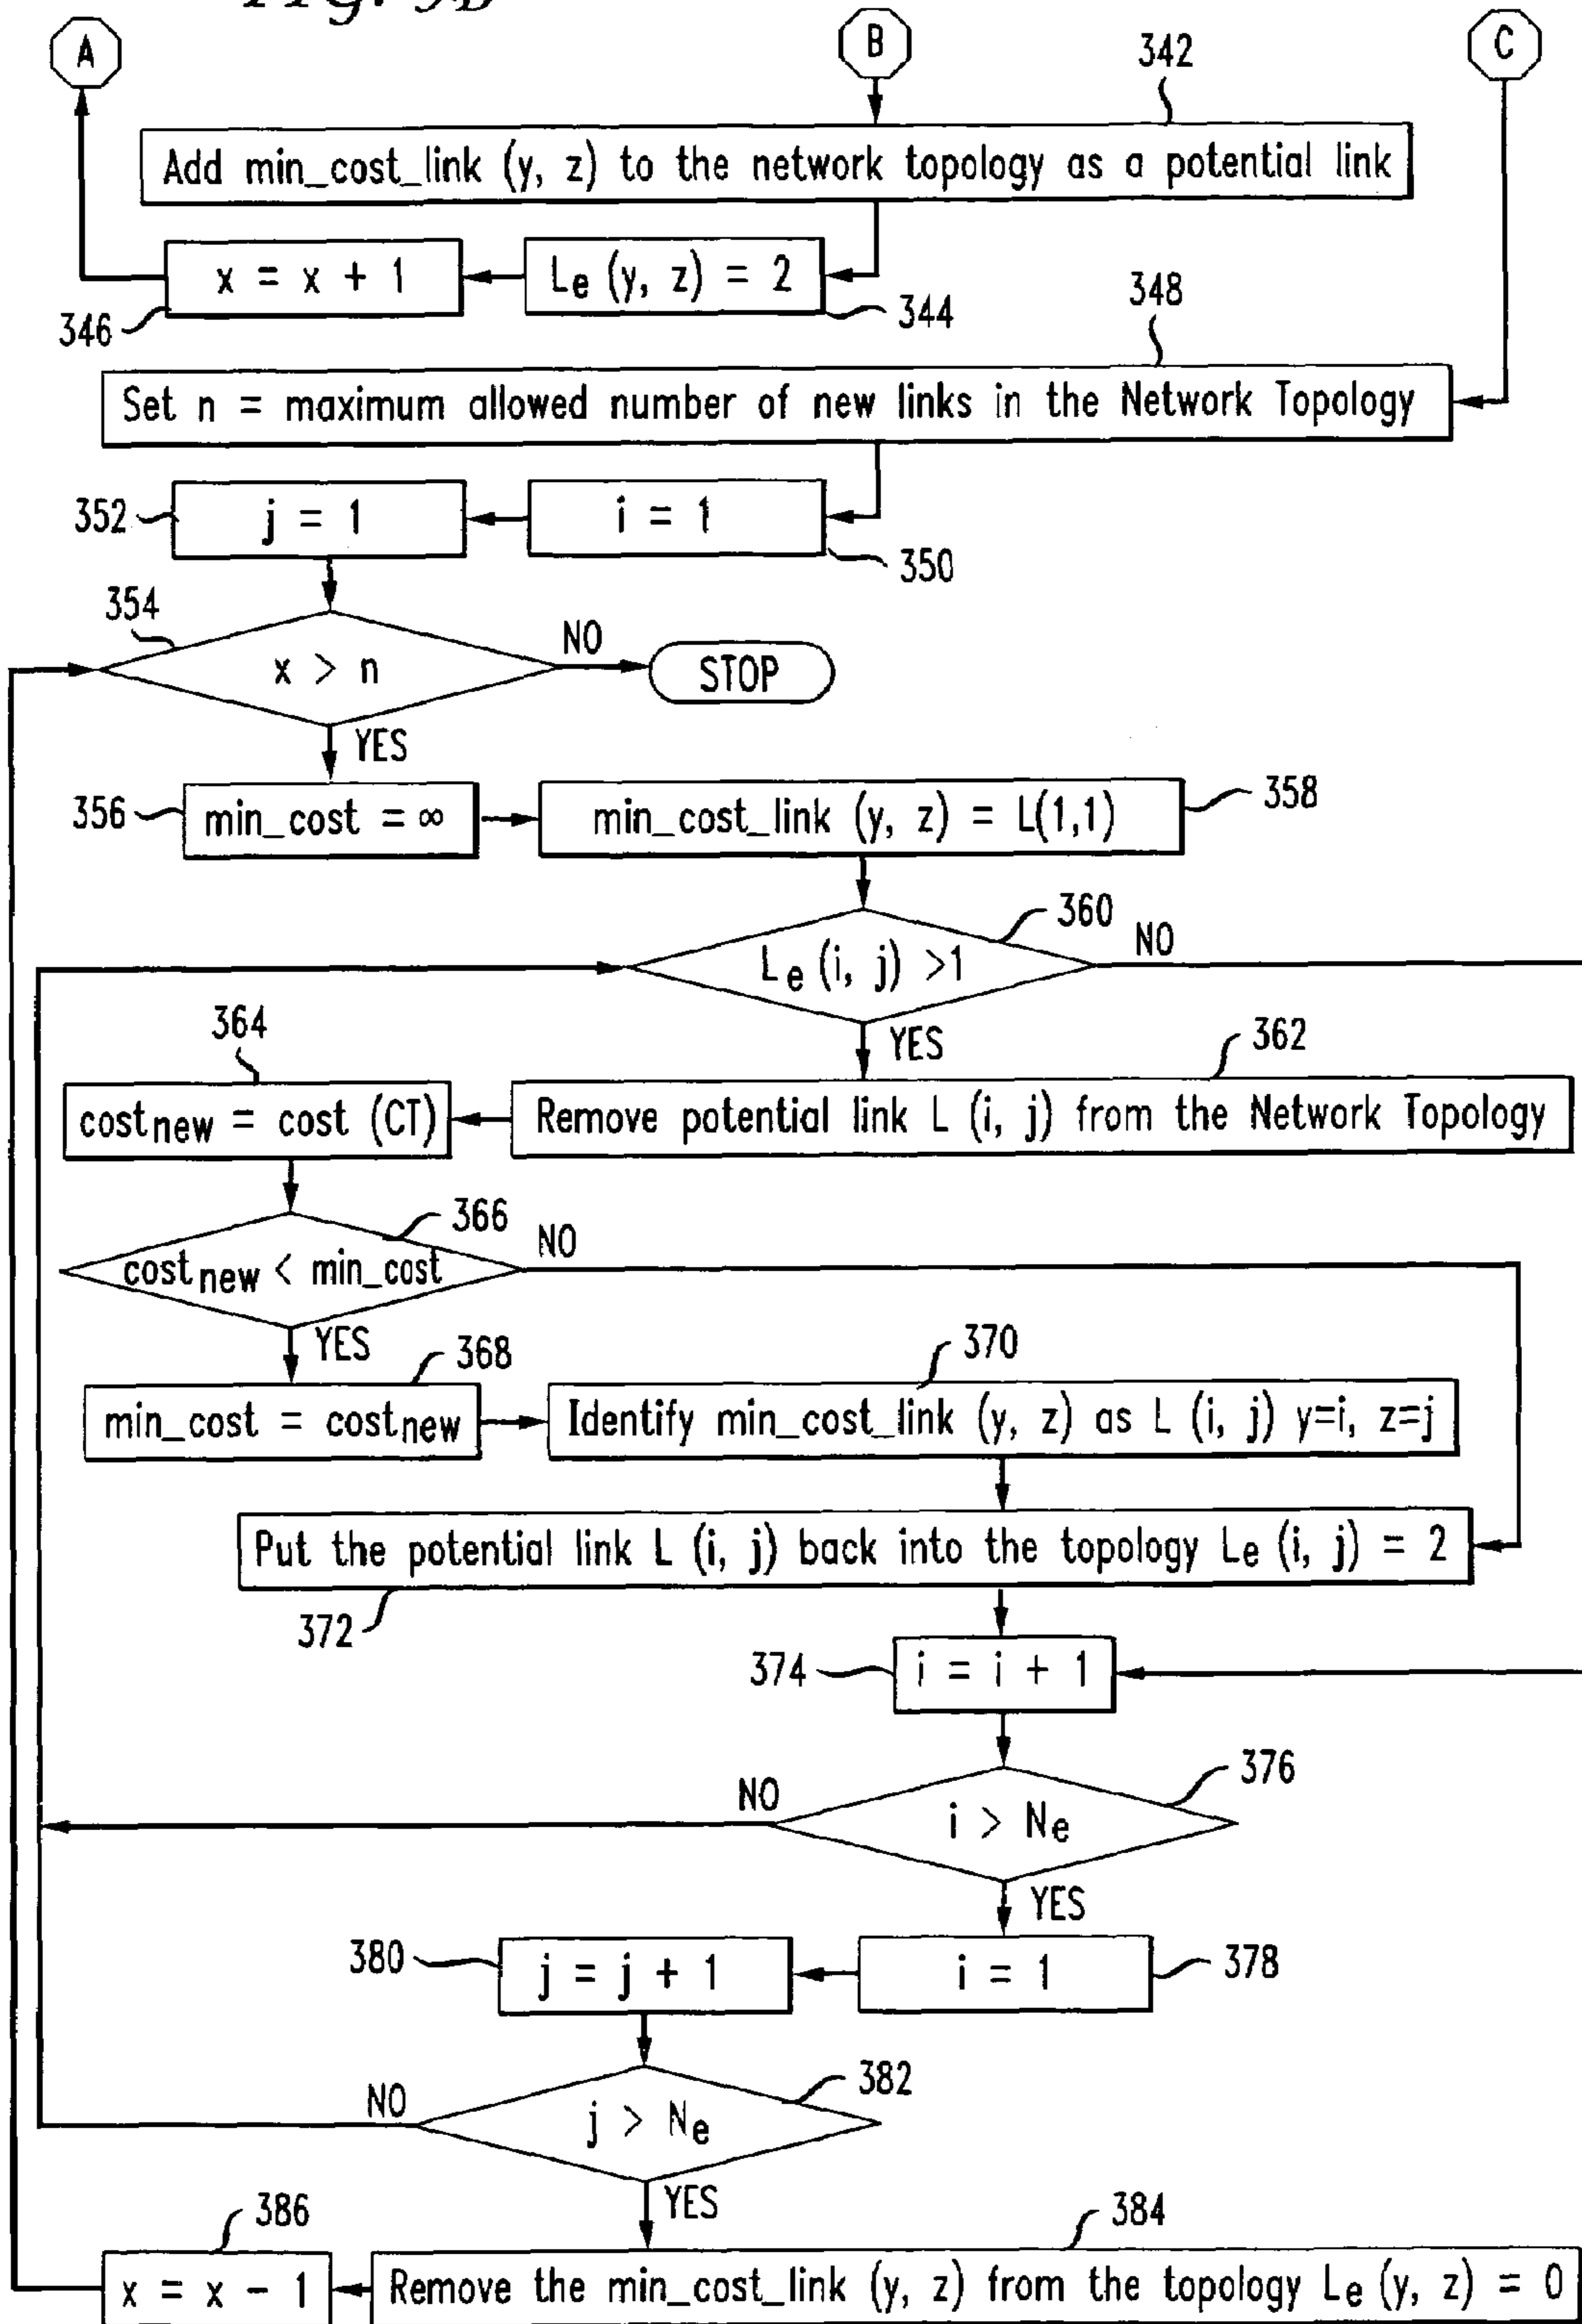 FIG. 3B
A
B
C
342
Add min_cost_link (y, z) to the network topology as a potential link
x = x + 1
Le (y, z) = 2
346
344
348
Set n = maximum allowed number of new links in the Network Topology
352
j = 1
i = 1
350
354
x > n
NO
STOP
YES
356
min_cost = ∞
min_cost_link (y, z) = L(1,1)
358
360
Le (i, j) >1
NO
YES
364
362
costnew = cost (CT)
Remove potential link L (i, j) from the Network Topology
366
costnew < min_cost
NO
YES
368
370
min_cost = costnew
Identify min_cost_link (y, z) as L (i, j) y=i, z=j
Put the potential link L (i, j) back into the topology Le (i, j) = 2
372
374
i = i + 1
376
NO
i > Ne
YES
380
j = j + 1
i = 1
378
382
NO
j > Ne
YES
386
384
x = x - 1
Remove the min_cost_link (y, z) from the topology Le (y, z) = 0